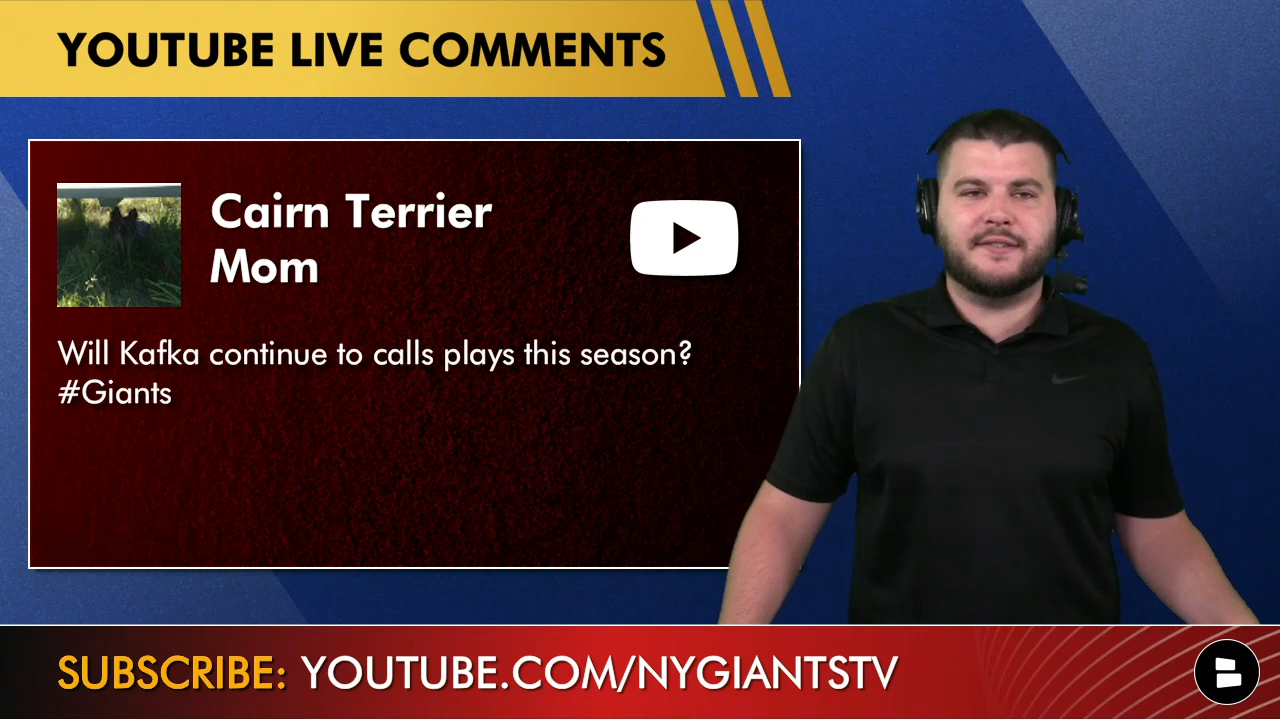 YOUTUBE LIVE COMMENTS
Cairn Terrier
Mom
Will Kafka continue to calls plays this season?
#Giants
SUBSCRIBE: YOUTUBE.COM/NYGIANTSTV